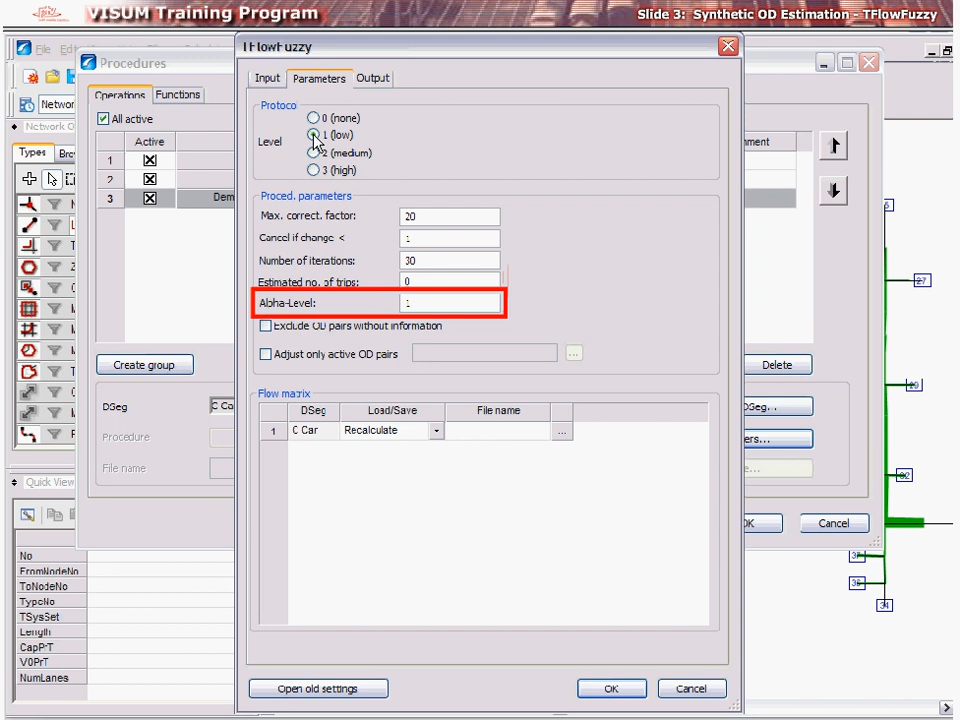 VISUM Training Program
Slide 3: Synthetic OD Estimation - TFlowFuzzy
File
TFlowFuzzy
Procedures
Input
Parameters
Output
Operations
Functions
Network
All active
Protoco
Level
0 (none)
1 (low)
2 (medium)
3 (high)
Active
Types
1
2
3
Proced. parameters
Max. correct. factor:
20
Cancel if change <
1
Number of iterations:
30
Estimated no. of trips:
0
Alpha-Level:
1
Exclude OD pairs without information
Adjust only active OD pairs
...
27
Create group
Delete
Flow matrix
DSeg
Load/Save
File name
1
C Car
Recalculate
...
DSeg
Procedure
File name
32
Quick View
OK
Cancel
No
FromNodeNo
ToNodeNo
TypeNo
TSysSet
Length
CapPrT
V0PrT
NumLanes
34
Open old settings
OK
Cancel